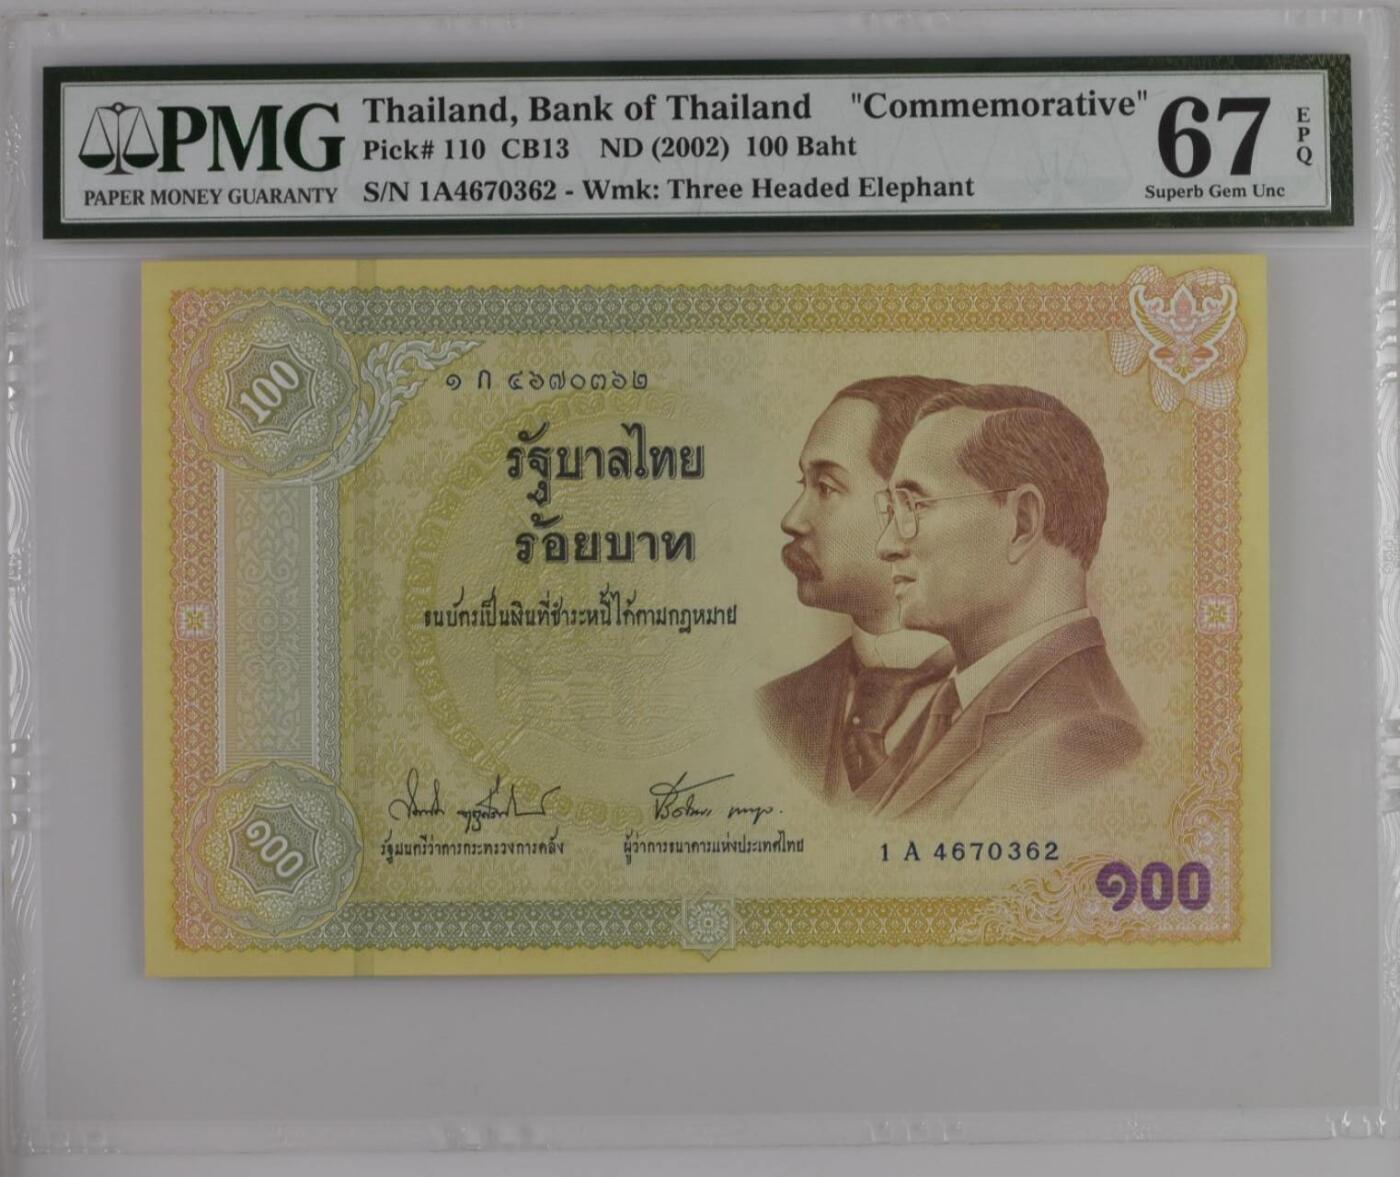 PMG
PAPER MONEY GUARANTY
Thailand, Bank of Thailand "Commemorative"
Pick# 110 CB13 ND (2002) 100 Baht
S/N 1A4670362 - Wmk: Three Headed Elephant
67
EPQ
Superb Gem Unc
100
๑ ก ๔๖๗๐๓๖๒
รัฐบาลไทย
ร้อยบาท
ธนบัตรเป็นเงินที่ชำระหนี้ได้ตามกฎหมาย
รัฐมนตรีว่าการกระทรวงการคลัง
ผู้ว่าการธนาคารแห่งประเทศไทย
1 A 4670362
๑๐๐
๑๐๐